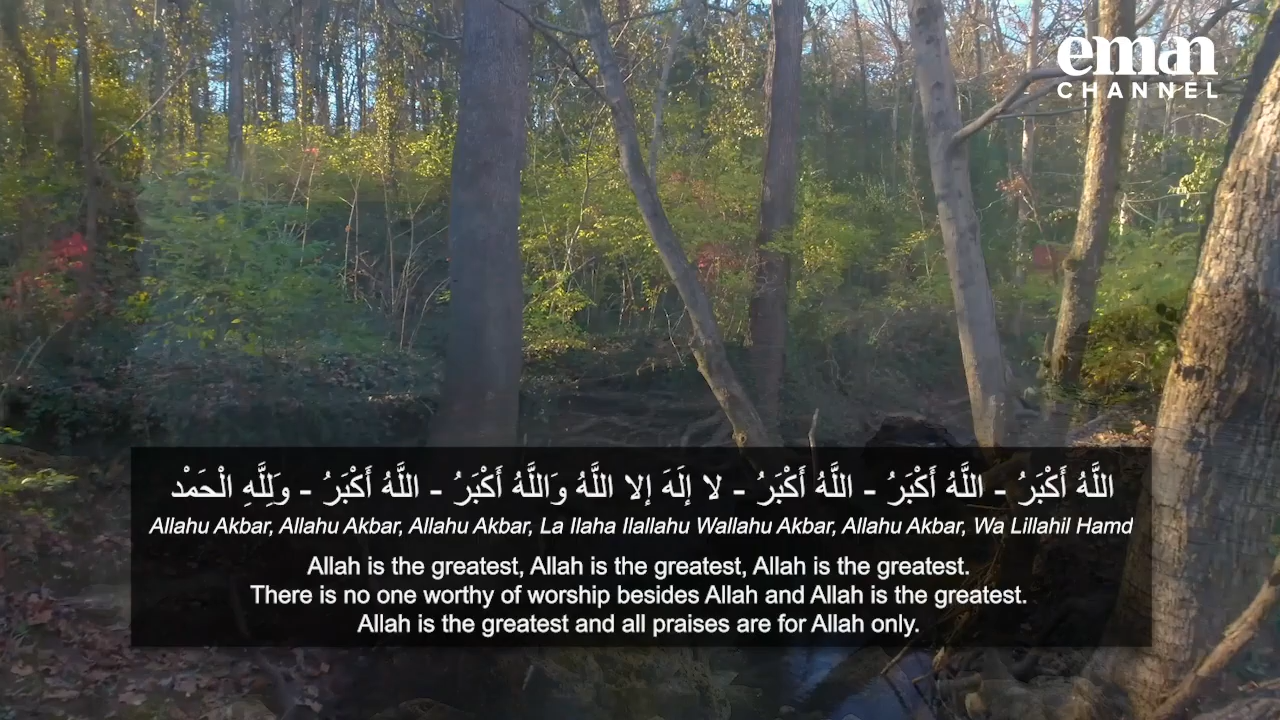 eman
CHANNEL
اللَّهُ أَكْبَرُ - اللَّهُ أَكْبَرُ - اللَّهُ أَكْبَرُ - لا إِلَهَ إِلا اللَّهُ وَاللَّهُ أَكْبَرُ - اللَّهُ أَكْبَرُ - وَلِلَّهِ الْحَمْد
Allahu Akbar, Allahu Akbar, Allahu Akbar, La Ilaha Ilallahu Wallahu Akbar, Allahu Akbar, Wa Lillahil Hamd
Allah is the greatest, Allah is the greatest, Allah is the greatest.
There is no one worthy of worship besides Allah and Allah is the greatest.
Allah is the greatest and all praises are for Allah only.